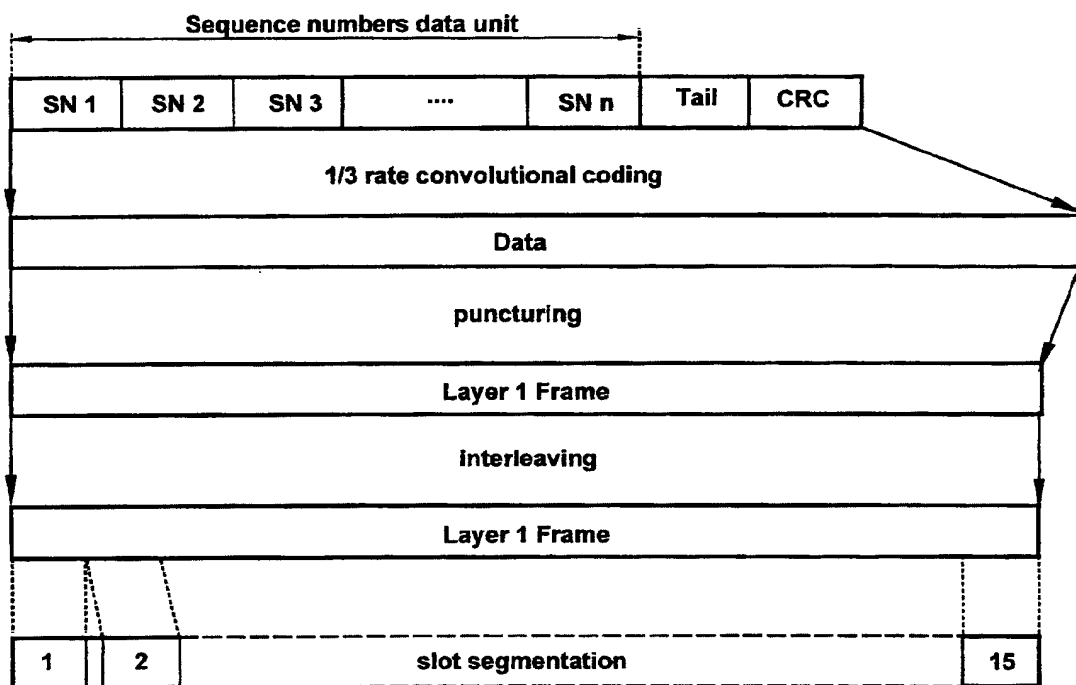 Sequence numbers data unit
SN 1 SN 2 SN 3 .... SN n Tail CRC
1/3 rate convolutional coding
Data
puncturing
Layer 1 Frame
interleaving
Layer 1 Frame
1 2 slot segmentation 15